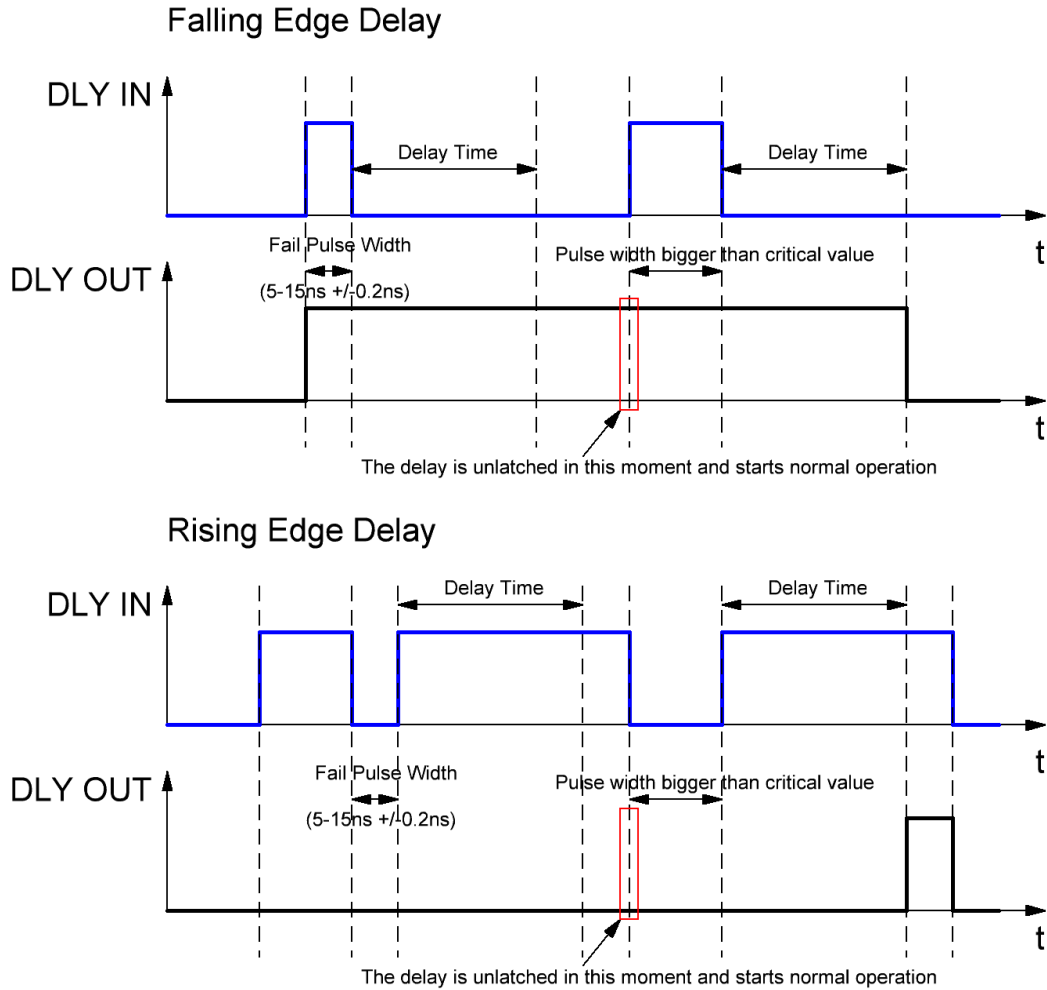 Falling Edge Delay
DLY IN
Delay Time
Delay Time
t
Fail Pulse Width
(5-15ns +/-0.2ns)
Pulse width bigger than critical value
DLY OUT
t
The delay is unlatched in this moment and starts normal operation
Rising Edge Delay
DLY IN
Delay Time
Delay Time
t
Fail Pulse Width
(5-15ns +/-0.2ns)
Pulse width bigger than critical value
DLY OUT
t
The delay is unlatched in this moment and starts normal operation